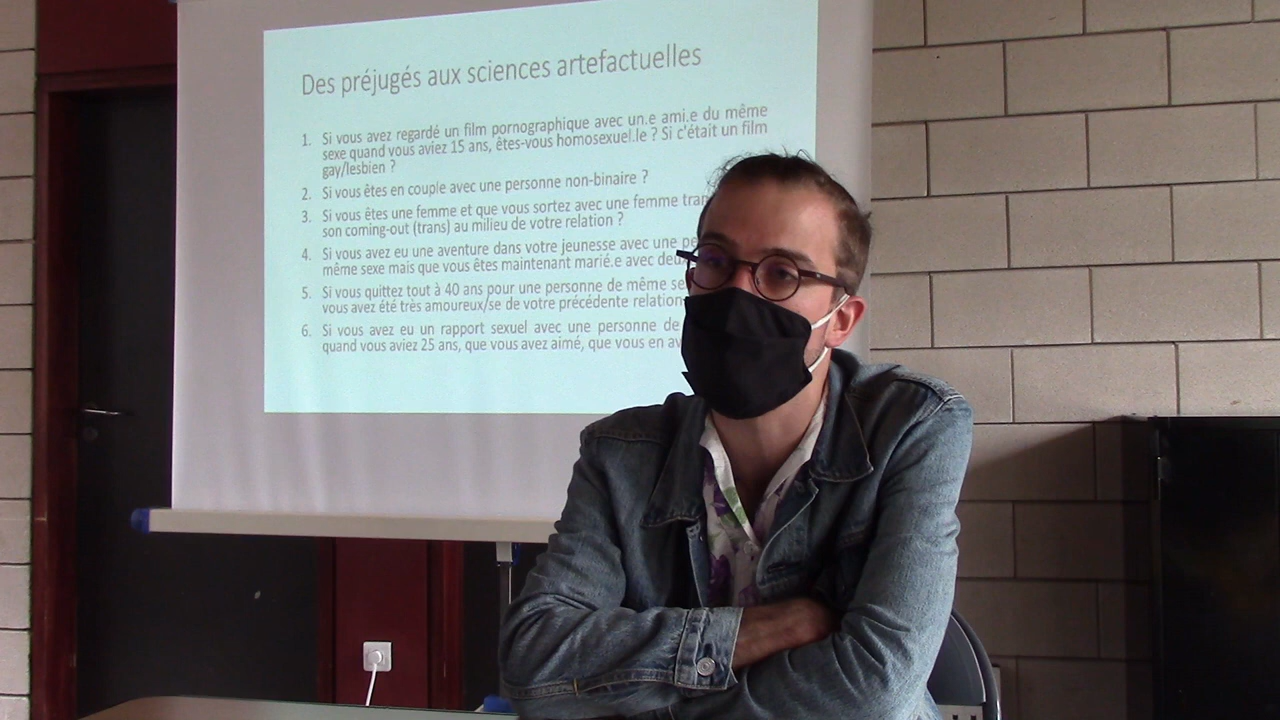 Des préjugés aux sciences artefactuelles
1. Si vous avez regardé un film pornographique avec un.e ami.e du même
sexe quand vous aviez 15 ans, êtes-vous homosexuel.le ? Si c'était un film
gay/lesbien ?
2. Si vous êtes en couple avec une personne non-binaire ?
3. Si vous êtes une femme et que vous sortez avec une femme
son coming-out (trans) au milieu de votre relation ?
4. Si vous avez eu une aventure dans votre jeunesse avec une
même sexe mais que vous êtes maintenant marié.e avec
5. Si vous quittez tout à 40 ans pour une personne de même
vous avez été très amoureux/se de votre précédente
6. Si vous avez eu un rapport sexuel avec une personne de
quand vous aviez 25 ans, que vous avez aimé, que vous en